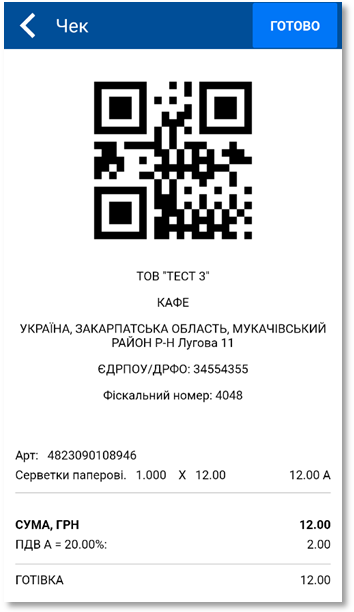 Чек
ГОТОВО
ТОВ "ТЕСТ 3"
КАФЕ
УКРАЇНА, ЗАКАРПАТСЬКА ОБЛАСТЬ, МУКАЧІВСЬКИЙ
РАЙОН Р-Н Лугова 11
ЄДРПОУ/ДРФО: 34554355
Фіскальний номер: 4048
Арт: 4823090108946
Серветки паперові. 1.000 X 12.00 12.00 А
СУМА, ГРН 12.00
ПДВ А = 20.00%: 2.00
ГОТІВКА 12.00